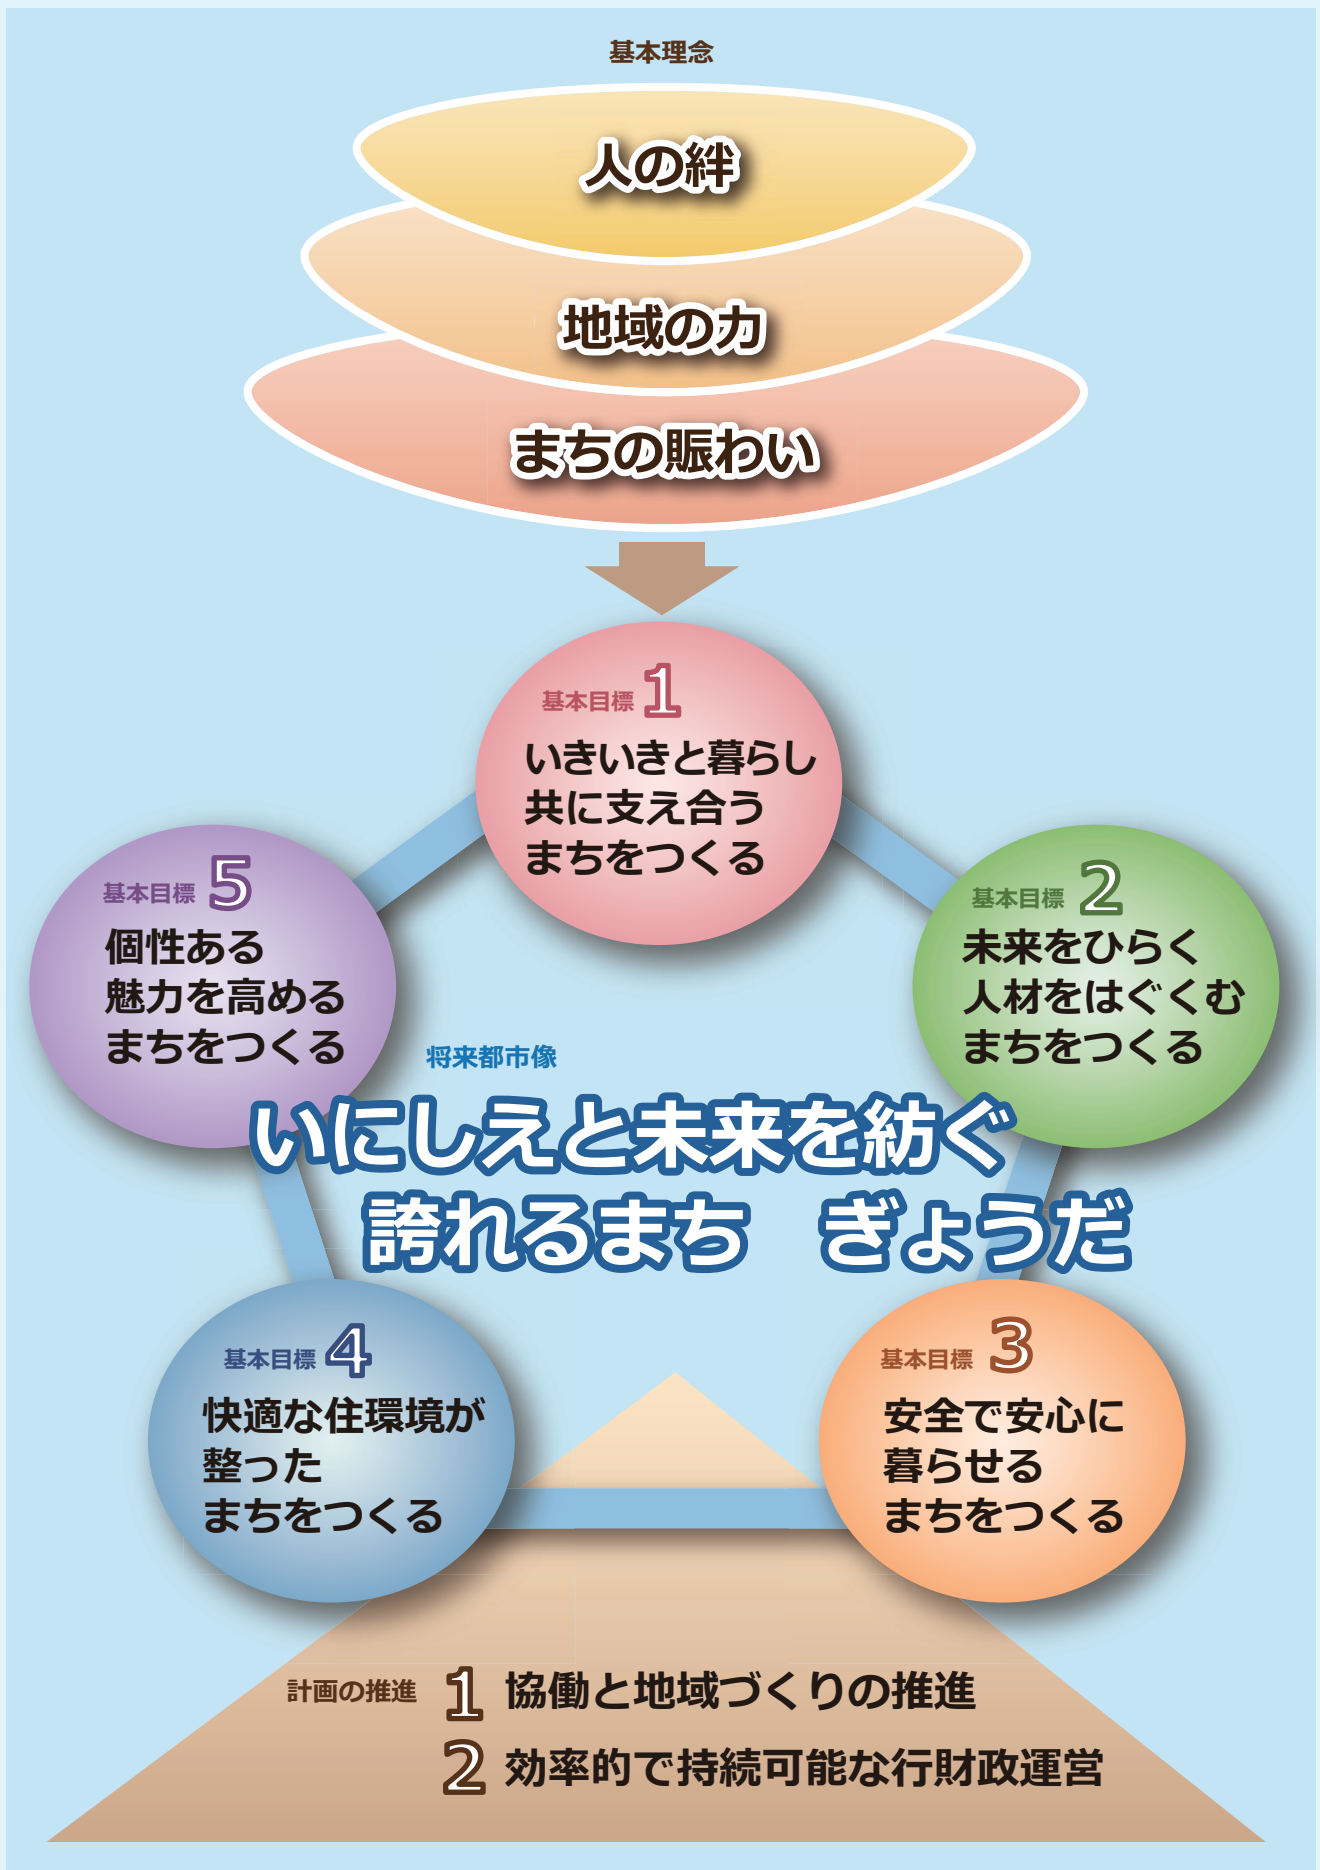 基本理念
人の絆
地域の力
まちの賑わい
基本目標 1
いきいきと暮らし
共に支え合う
まちをつくる
基本目標 5
個性ある
魅力を高める
まちをつくる
基本目標 2
未来をひらく
人材をはぐくむ
まちをつくる
将来都市像
いにしえと未来を紡ぐ
誇れるまち　ぎょうだ
基本目標 4
快適な住環境が
整った
まちをつくる
基本目標 3
安全で安心に
暮らせる
まちをつくる
計画の推進 1 協働と地域づくりの推進
2 効率的で持続可能な行財政運営